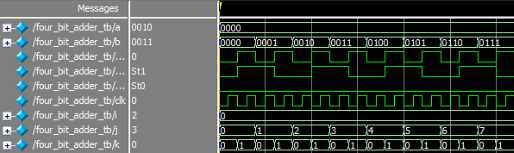 Messages
/four_bit_adder_tb/a 0010 0000
/four_bit_adder_tb/b 0011 0000 0001 0010 0011 0100 0101 0110 0111
/four_bit_adder_tb/... 0
/four_bit_adder_tb/... St1
/four_bit_adder_tb/... St0
/four_bit_adder_tb/clk 0
/four_bit_adder_tb/i 2 0
/four_bit_adder_tb/j 3 0 1 2 3 4 5 6 7
/four_bit_adder_tb/k 0 0 1 0 1 0 1 0 1 0 1 0 1 0 1 0 1